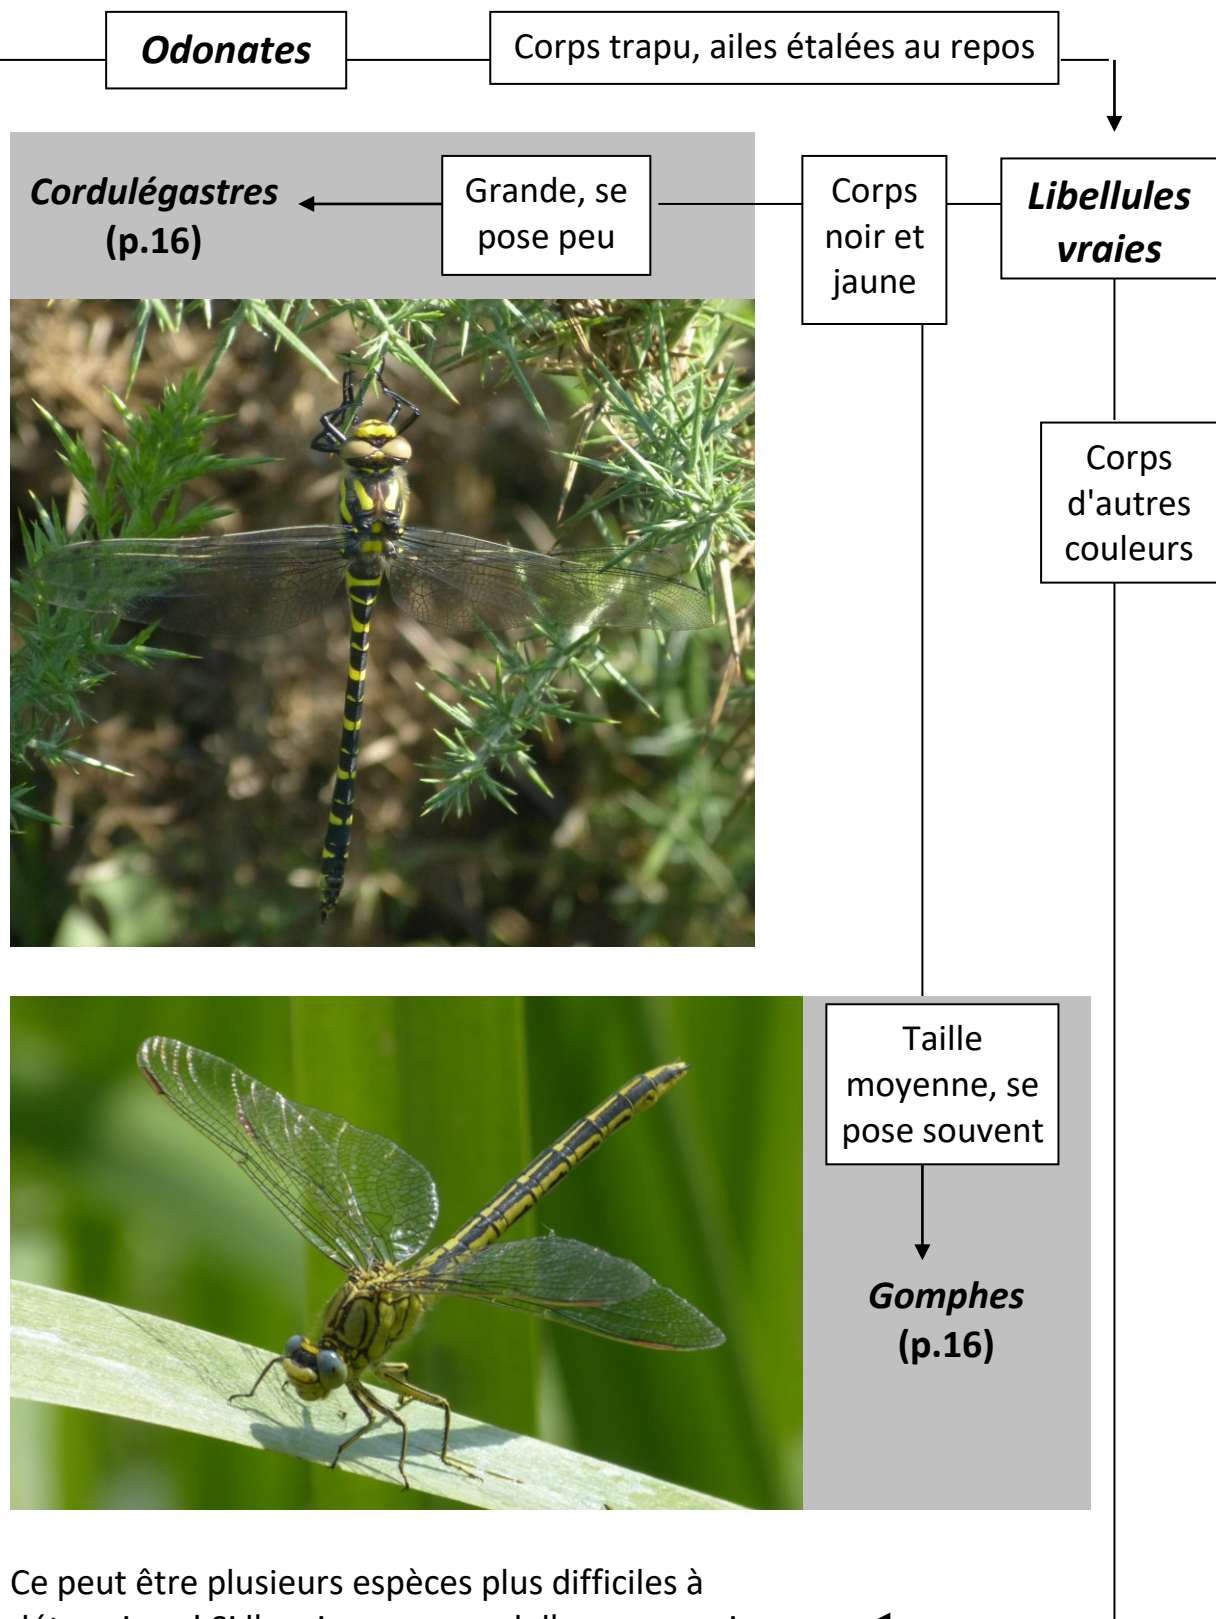 Odonates
Corps trapu, ailes étalées au repos
Cordulégastres
(p.16)
Grande, se
pose peu
Corps
noir et
jaune
Libellules
vraies
Corps
d'autres
couleurs
Taille
moyenne, se
pose souvent
Gomphes
(p.16)
Ce peut être plusieurs espèces plus difficiles à